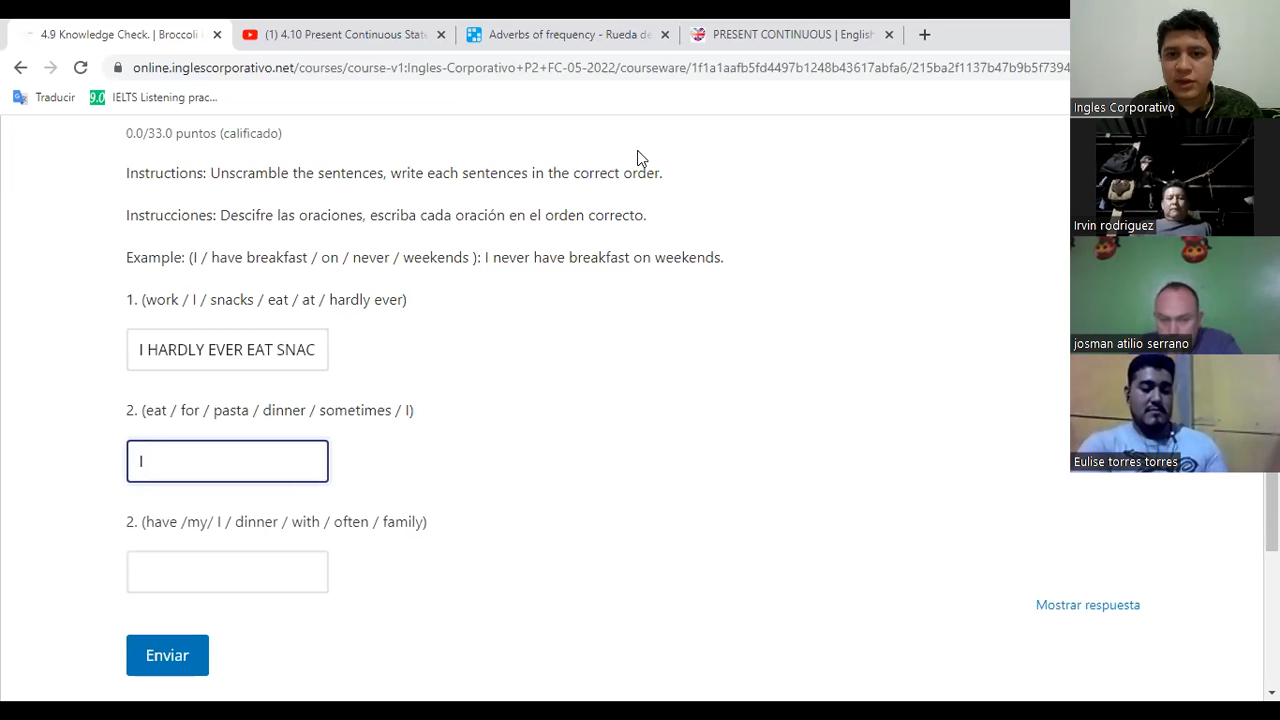 4.9 Knowledge Check. | Broccoli
(1) 4.10 Present Continuous State
Adverbs of frequency - Rueda de
PRESENT CONTINUOUS | English
online.inglescorporativo.net/courses/course-v1:Ingles-Corporativo+P2+FC-05-2022/courseware/1f1a1aafb5fd4497b1248b43617abfa6/215ba2f1137b47b9b5f7394
Traducir
9.0 IELTS Listening prac...
0.0/33.0 puntos (calificado)
Instructions: Unscramble the sentences, write each sentences in the correct order.
Instrucciones: Descifre las oraciones, escriba cada oración en el orden correcto.
Example: (I / have breakfast / on / never / weekends ): I never have breakfast on weekends.
1. (work / I / snacks / eat / at / hardly ever)
I HARDLY EVER EAT SNAC
2. (eat / for / pasta / dinner / sometimes / I)
I
2. (have /my/ I / dinner / with / often / family)
Mostrar respuesta
Enviar
Ingles Corporativo
Irvin rodriguez
josman atilio serrano
Eulise torres torres